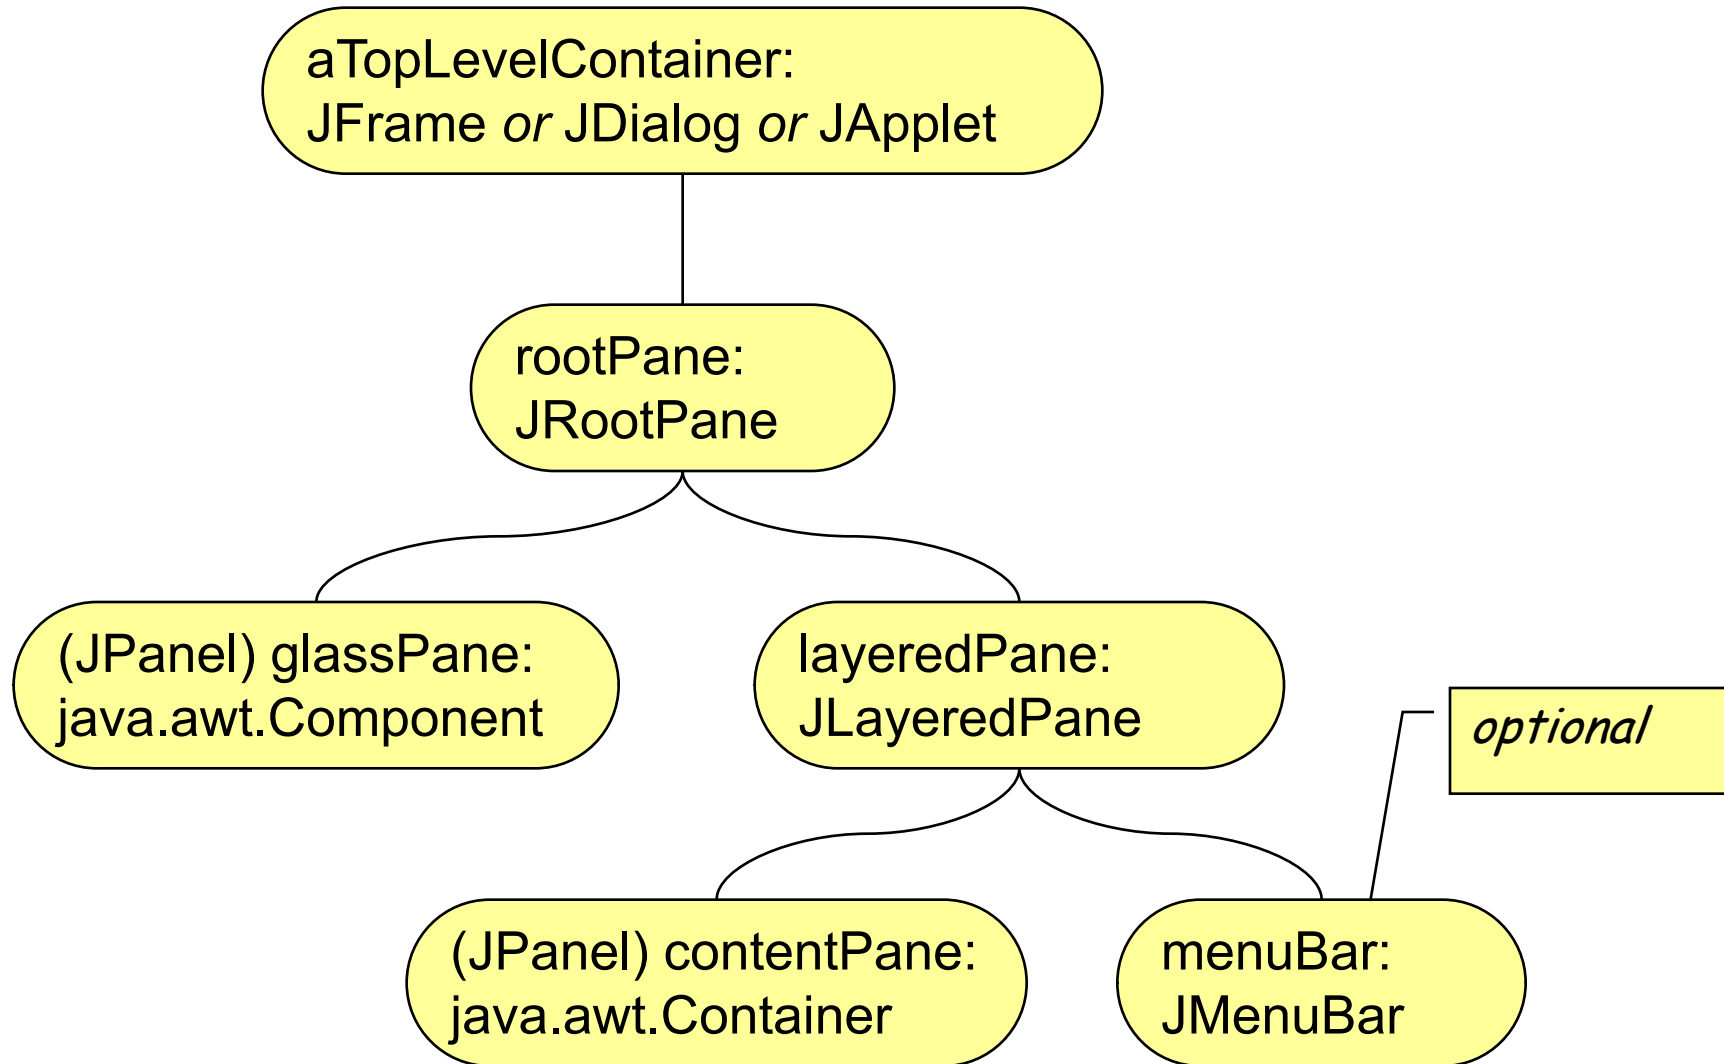 aTopLevelContainer:
JFrame or JDialog or JApplet
rootPane:
JRootPane
(JPanel) glassPane:
java.awt.Component
layeredPane:
JLayeredPane
optional
(JPanel) contentPane:
java.awt.Container
menuBar:
JMenuBar